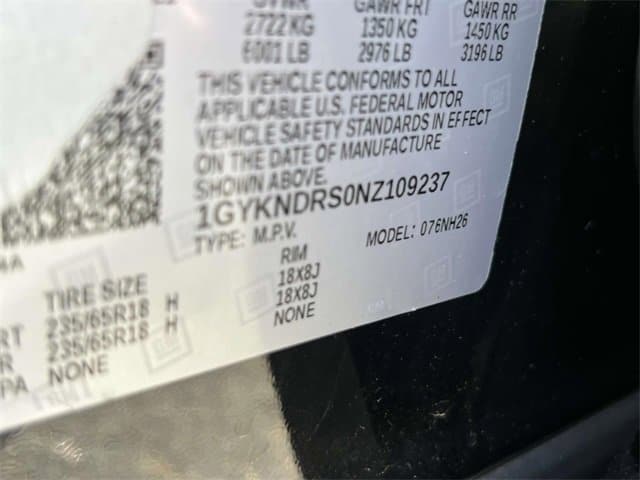 GVWR GAWR FRT GAWR RR
2722 KG 1350 KG 1450 KG
6001 LB 2976 LB 3196 LB
THIS VEHICLE CONFORMS TO ALL
APPLICABLE U.S. FEDERAL MOTOR
VEHICLE SAFETY STANDARDS IN EFFECT
ON THE DATE OF MANUFACTURE
SHOWN ABOVE.
1GYKNDRS0NZ109237
TYPE: M.P.V. MODEL: 076NH26
TIRE SIZE RIM
RT 235/65R18 H 18X8J
R 235/65R18 H 18X8J
PA NONE NONE